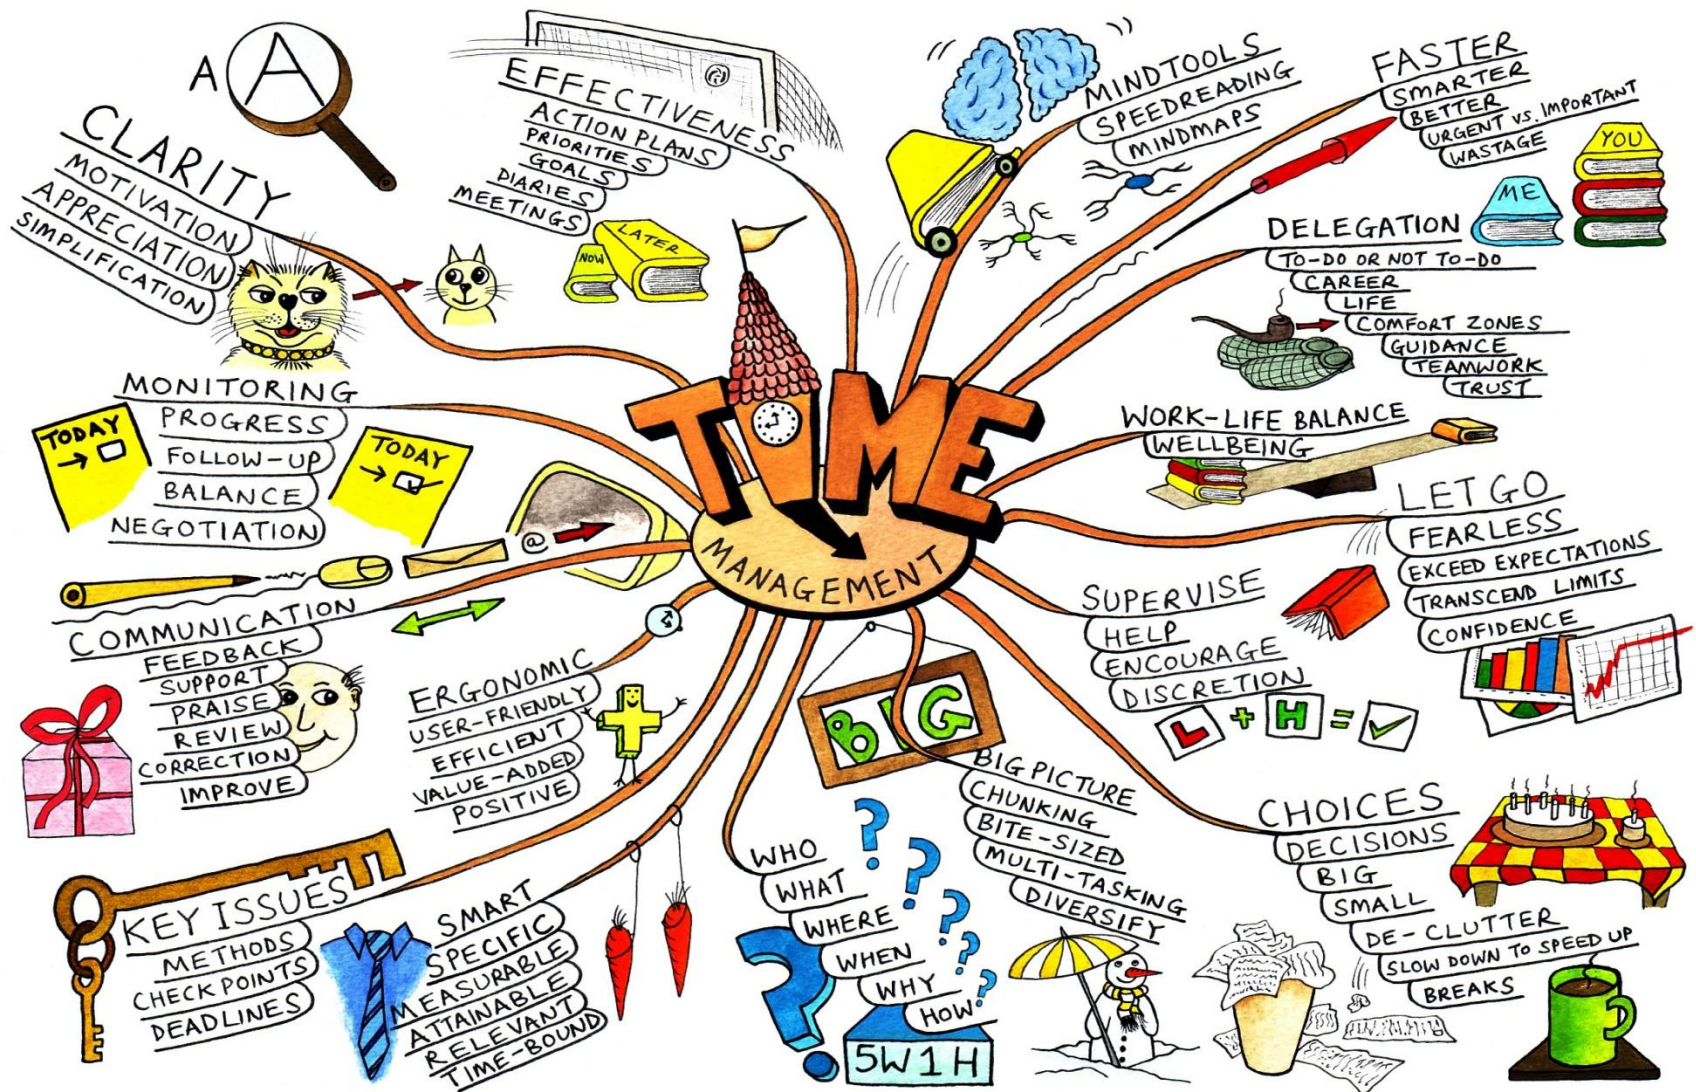 A
A
CLARITY
MOTIVATION
APPRECIATION
SIMPLIFICATION
EFFECTIVENESS
ACTION PLANS
PRIORITIES
GOALS
DIARIES
MEETINGS
NOW
LATER
MINDTOOLS
SPEEDREADING
MINDMAPS
FASTER
SMARTER
BETTER
URGENT VS. IMPORTANT
WASTAGE
YOU
ME
DELEGATION
TO-DO OR NOT TO-DO
CAREER
LIFE
COMFORT ZONES
GUIDANCE
TEAMWORK
TRUST
MONITORING
PROGRESS
FOLLOW-UP
BALANCE
NEGOTIATION
TODAY
TODAY
TIME
MANAGEMENT
WORK-LIFE BALANCE
WELLBEING
LET GO
FEARLESS
EXCEED EXPECTATIONS
TRANSCEND LIMITS
CONFIDENCE
@
COMMUNICATION
FEEDBACK
SUPPORT
PRAISE
REVIEW
CORRECTION
IMPROVE
ERGONOMIC
USER-FRIENDLY
EFFICIENT
VALUE-ADDED
POSITIVE
SUPERVISE
HELP
ENCOURAGE
DISCRETION
L + H =
BIG
BIG PICTURE
CHUNKING
BITE-SIZED
MULTI-TASKING
DIVERSIFY
CHOICES
DECISIONS
BIG
SMALL
DE-CLUTTER
SLOW DOWN TO SPEED UP
BREAKS
KEY ISSUES
METHODS
CHECK POINTS
DEADLINES
SMART
SPECIFIC
MEASURABLE
ATTAINABLE
RELEVANT
TIME-BOUND
WHO
WHAT
WHERE
WHEN
WHY
HOW
? ? ? ? ? ? ?
5W1H